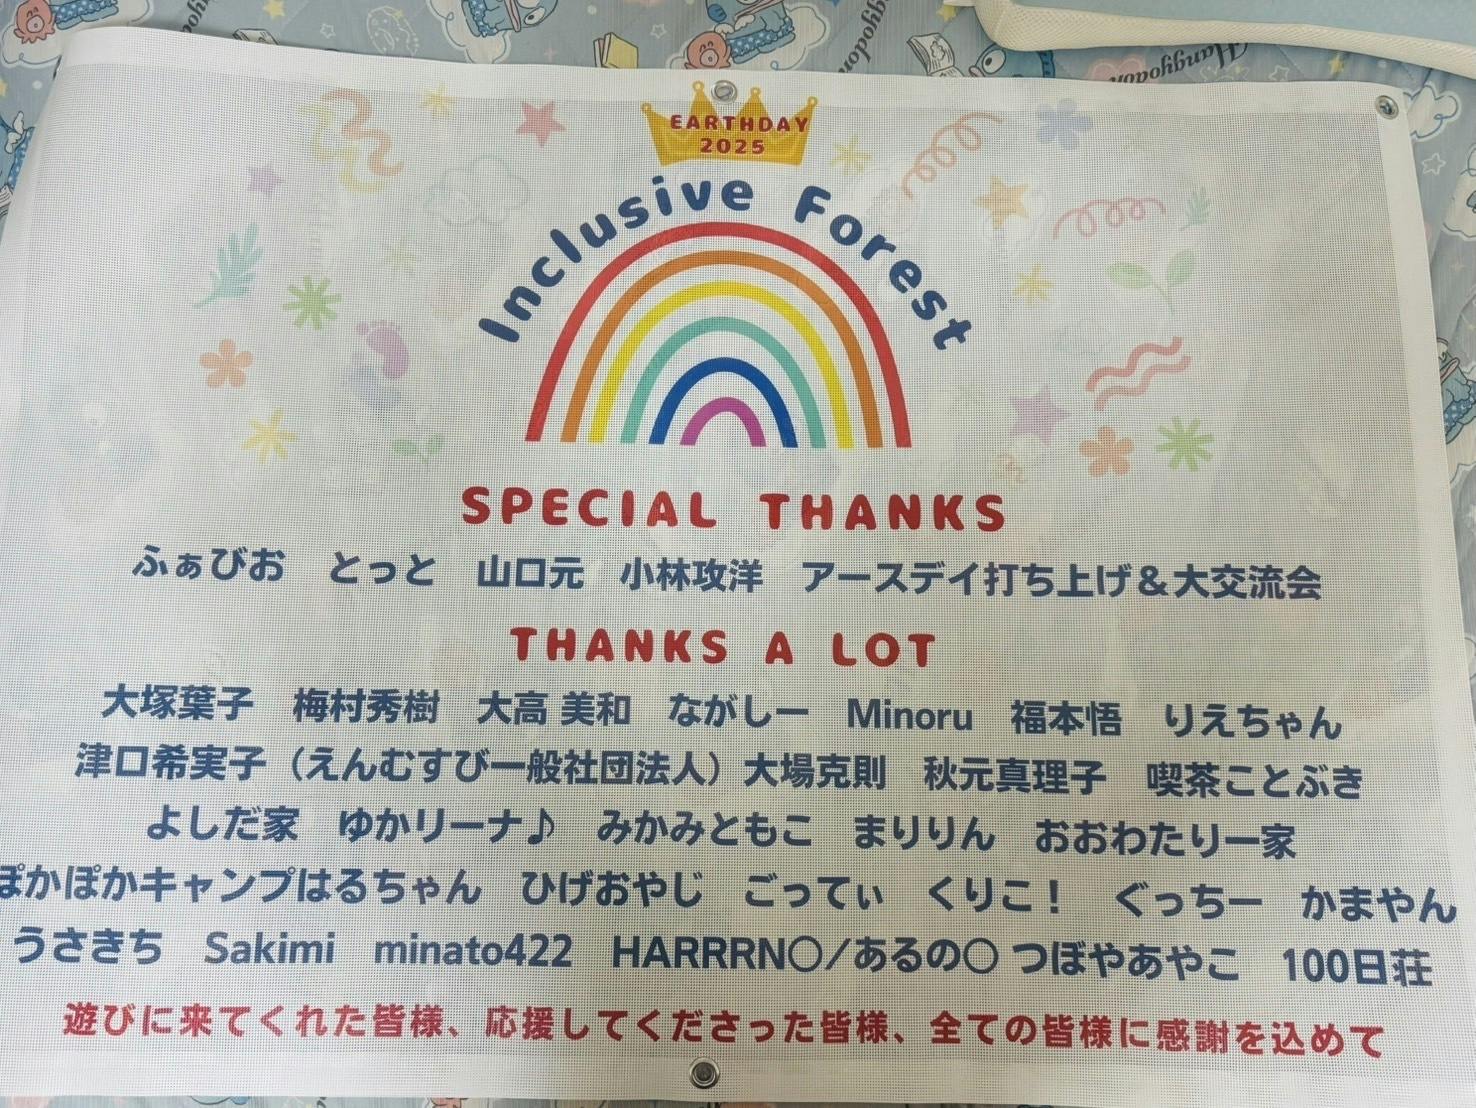 Hangyodon
Hangyodon
EARTHDAY
2025
Inclusive Forest
SPECIAL THANKS
ふぁびお とっと 山口元 小林攻洋 アースデイ打ち上げ＆大交流会
THANKS A LOT
大塚葉子 梅村秀樹 大高 美和 ながしー Minoru 福本悟 りえちゃん
津口希実子（えんむすび一般社団法人）大場克則 秋元真理子 喫茶ことぶき
よしだ家 ゆかリーナ♪ みかみともこ まりりん おおわたり一家
ぽかぽかキャンプはるちゃん ひげおやじ ごってぃ くりこ！ ぐっちー かまやん
うさきち Sakimi minato422 HARRRN〇/あるの〇 つぼやあやこ 100日荘
遊びに来てくれた皆様、応援してくださった皆様、全ての皆様に感謝を込めて